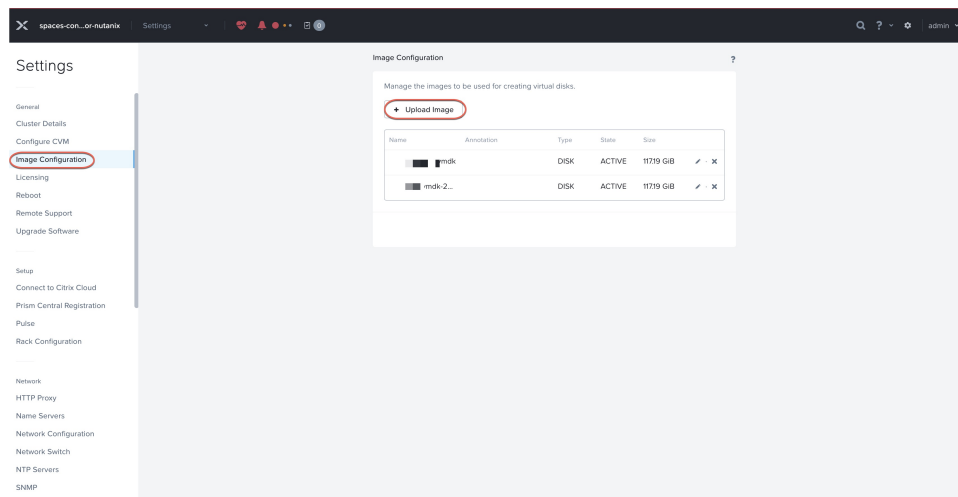 spaces-con...or-nutanix
Settings
0
?
admin
Settings
General
Cluster Details
Configure CVM
Image Configuration
Licensing
Reboot
Remote Support
Upgrade Software
Setup
Connect to Citrix Cloud
Prism Central Registration
Pulse
Rack Configuration
Network
HTTP Proxy
Name Servers
Network Configuration
Network Switch
NTP Servers
SNMP
Image Configuration
?
Manage the images to be used for creating virtual disks.
+ Upload Image
Name Annotation Type State Size
DISK ACTIVE 117.19 GiB
DISK ACTIVE 117.19 GiB